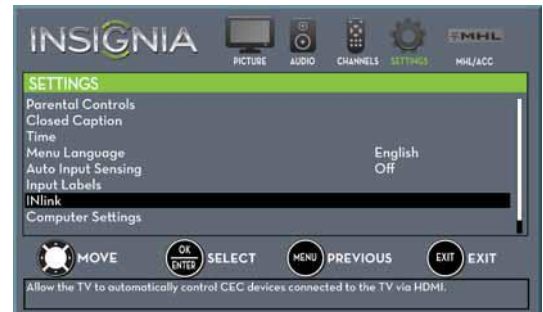 INSIGNIA
MHL
PICTURE AUDIO CHANNELS SETTINGS MHL/ACC
SETTINGS
Parental Controls
Closed Caption
Time
Menu Language English
Auto Input Sensing Off
Input Labels
INlink
Computer Settings
MOVE OK ENTER SELECT MENU PREVIOUS EXIT EXIT
Allow the TV to automatically control CEC devices connected to the TV via HDMI.